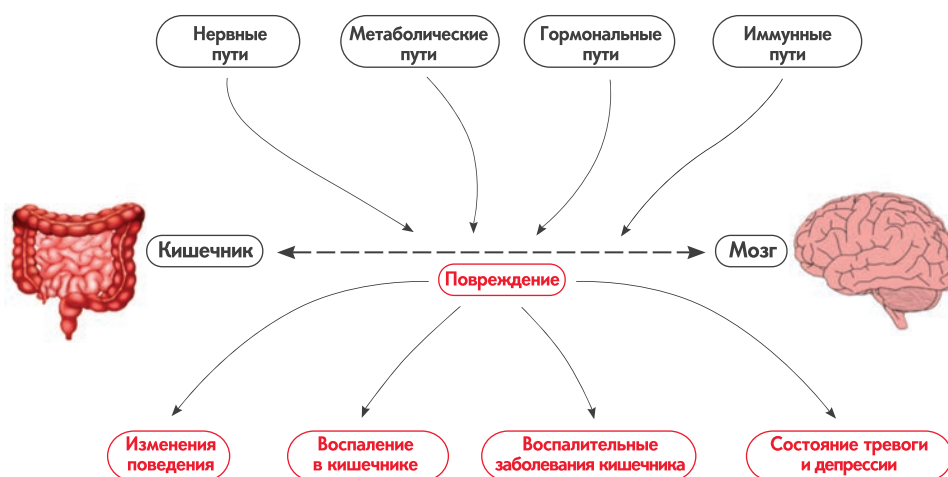 Нервные
пути
Метаболические
пути
Гормональные
пути
Иммунные
пути
Кишечник
Мозг
Повреждение
Изменения
поведения
Воспаление
в кишечнике
Воспалительные
заболевания кишечника
Состояние тревоги
и депрессии